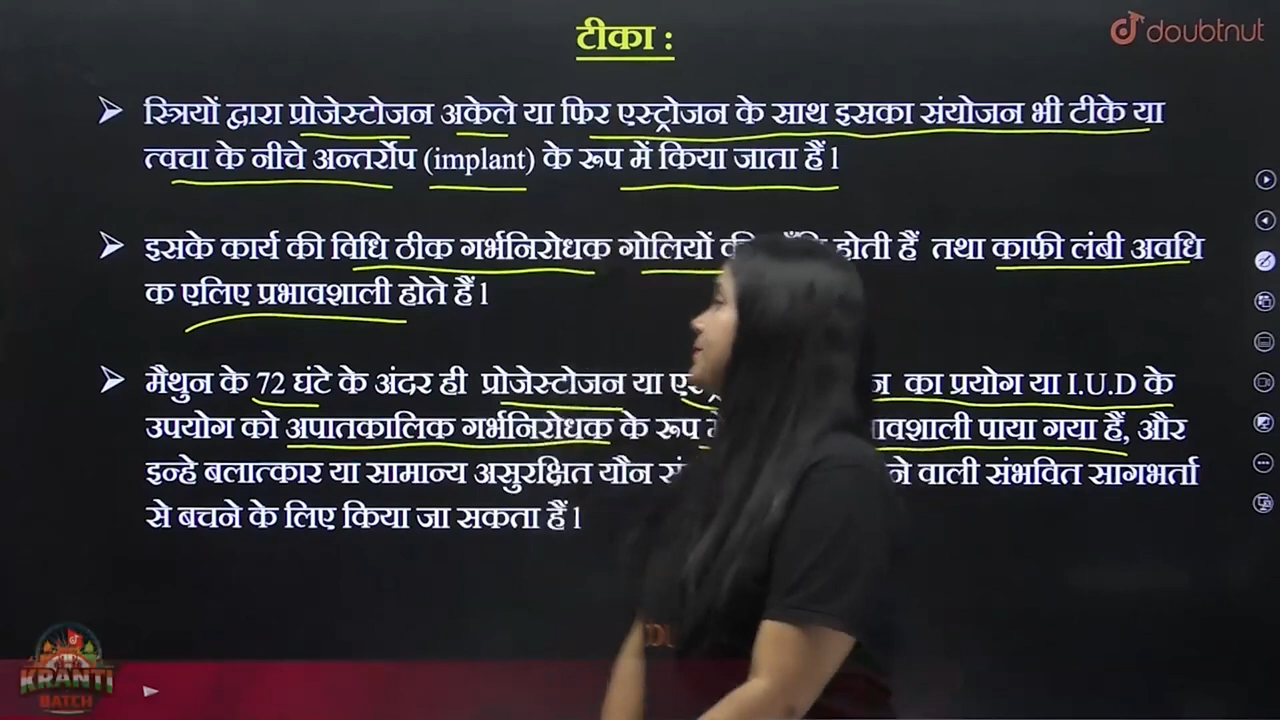 टीका :
doubtnut
स्त्रियों द्वारा प्रोजेस्टोजन अकेले या फिर एस्ट्रोजन के साथ इसका संयोजन भी टीके या
त्वचा के नीचे अन्तर्रोप (implant) के रूप में किया जाता हैं l
इसके कार्य की विधि ठीक गर्भनिरोधक गोलियों होती हैं तथा काफी लंबी अवधि
क एलिए प्रभावशाली होते हैं l
मैथुन के 72 घंटे के अंदर ही प्रोजेस्टोजन या का प्रयोग या I.U.D के
उपयोग को अपातकालिक गर्भनिरोधक के रूप पाया गया हैं, और
इन्हे बलात्कार या सामान्य असुरक्षित यौन वाली संभवित सागभर्ता
से बचने के लिए किया जा सकता हैं l
KRANTI
BATCH